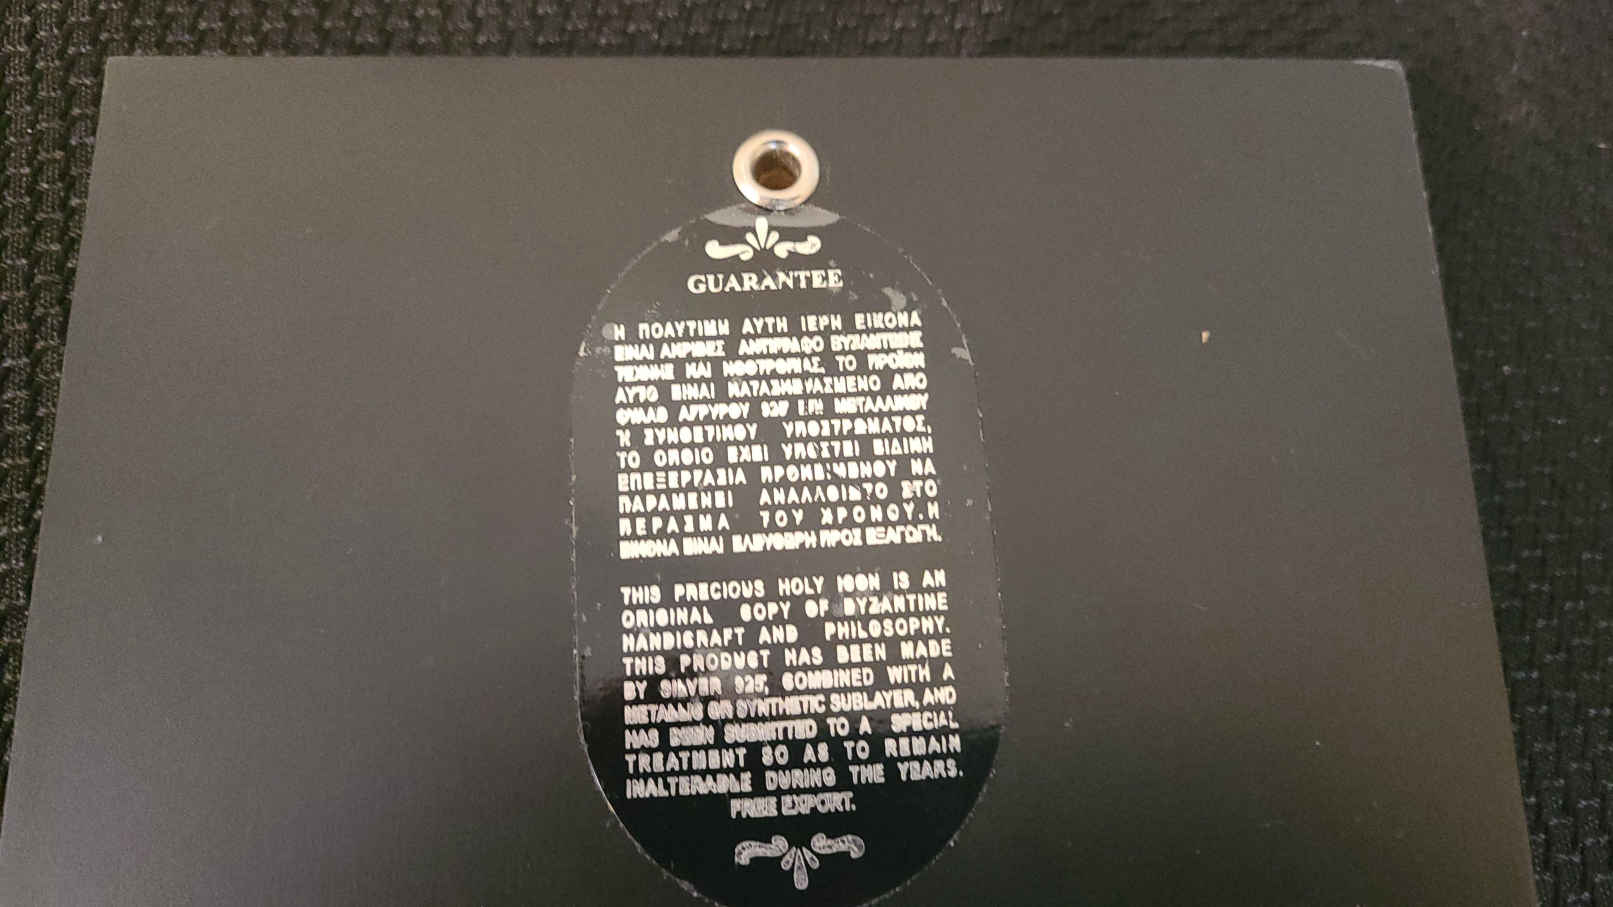 GUARANTEE
Η ΠΟΛΥΤΙΜΗ ΑΥΤΗ ΙΕΡΗ ΕΙΚΟΝΑ
ΕΙΝΑΙ ΑΚΡΙΒΕΣ ΑΝΤΙΓΡΑΦΟ ΒΥΖΑΝΤΙΝΗΣ
ΤΕΧΝΗΣ ΚΑΙ ΝΟΟΤΡΟΠΙΑΣ, ΤΟ ΠΡΟΪΟΝ
ΑΥΤΟ ΕΙΝΑΙ ΚΑΤΑΣΚΕΥΑΣΜΕΝΟ ΑΠΟ
ΦΥΛΛΟ ΑΡΓΥΡΟΥ 925° ΕΠΙ ΜΕΤΑΛΛΙΚΟΥ
Ή ΣΥΝΘΕΤΙΚΟΥ ΥΠΟΣΤΡΩΜΑΤΟΣ,
ΤΟ ΟΠΟΙΟ ΕΧΕΙ ΥΠΟΣΤΕΙ ΕΙΔΙΚΗ
ΕΠΕΞΕΡΓΑΣΙΑ ΠΡΟΚΕΙΜΕΝΟΥ ΝΑ
ΠΑΡΑΜΕΝΕΙ ΑΝΑΛΛΟΙΩΤΟ ΣΤΟ
ΠΕΡΑΣΜΑ ΤΟΥ ΧΡΟΝΟΥ. Η
ΕΙΚΟΝΑ ΕΙΝΑΙ ΕΛΕΥΘΕΡΗ ΠΡΟΣ ΕΞΑΓΩΓΗ.
THIS PRECIOUS HOLY ICON IS AN
ORIGINAL COPY OF BYZANTINE
HANDICRAFT AND PHILOSOPHY.
THIS PRODUCT HAS BEEN MADE
BY SILVER 925°, COMBINED WITH A
METALLIC OR SYNTHETIC SUBLAYER, AND
HAS BEEN SUBMITTED TO A SPECIAL
TREATMENT SO AS TO REMAIN
INALTERABLE DURING THE YEARS.
FREE EXPORT.